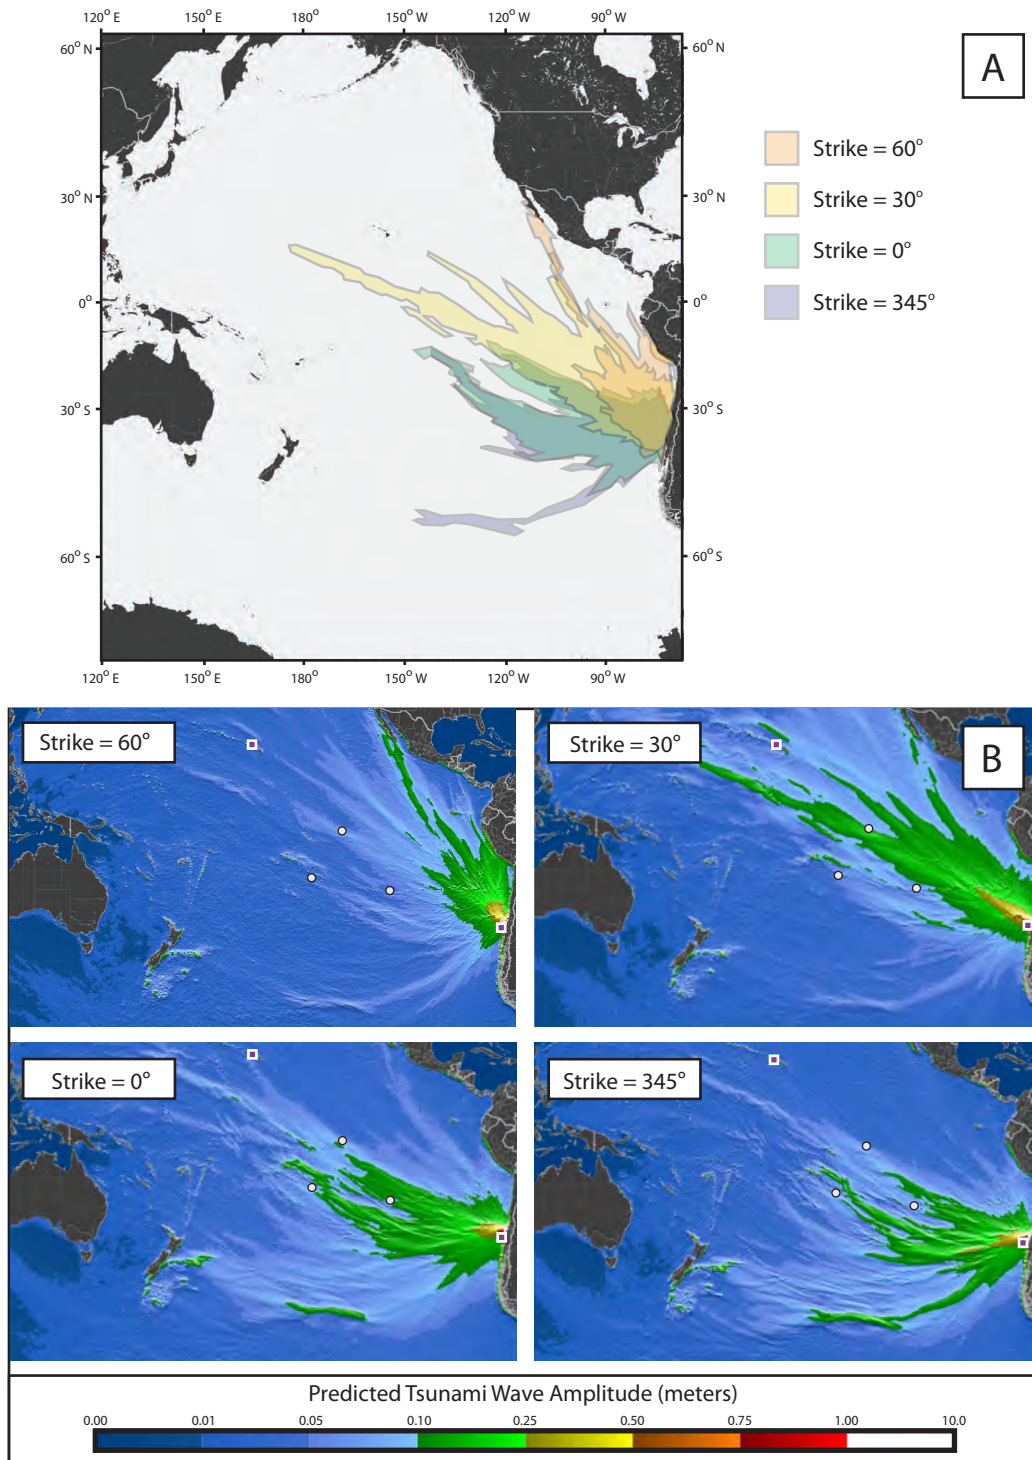 120° E 150° E 180° 150° W 120° W 90° W
60° N 60° N
A
Strike = 60°
30° N 30° N
Strike = 30°
Strike = 0°
0° 0°
Strike = 345°
30° S 30° S
60° S 60° S
120° E 150° E 180° 150° W 120° W 90° W
Strike = 60°
Strike = 30°
B
Strike = 0°
Strike = 345°
Predicted Tsunami Wave Amplitude (meters)
0.00 0.01 0.05 0.10 0.25 0.50 0.75 1.00 10.0